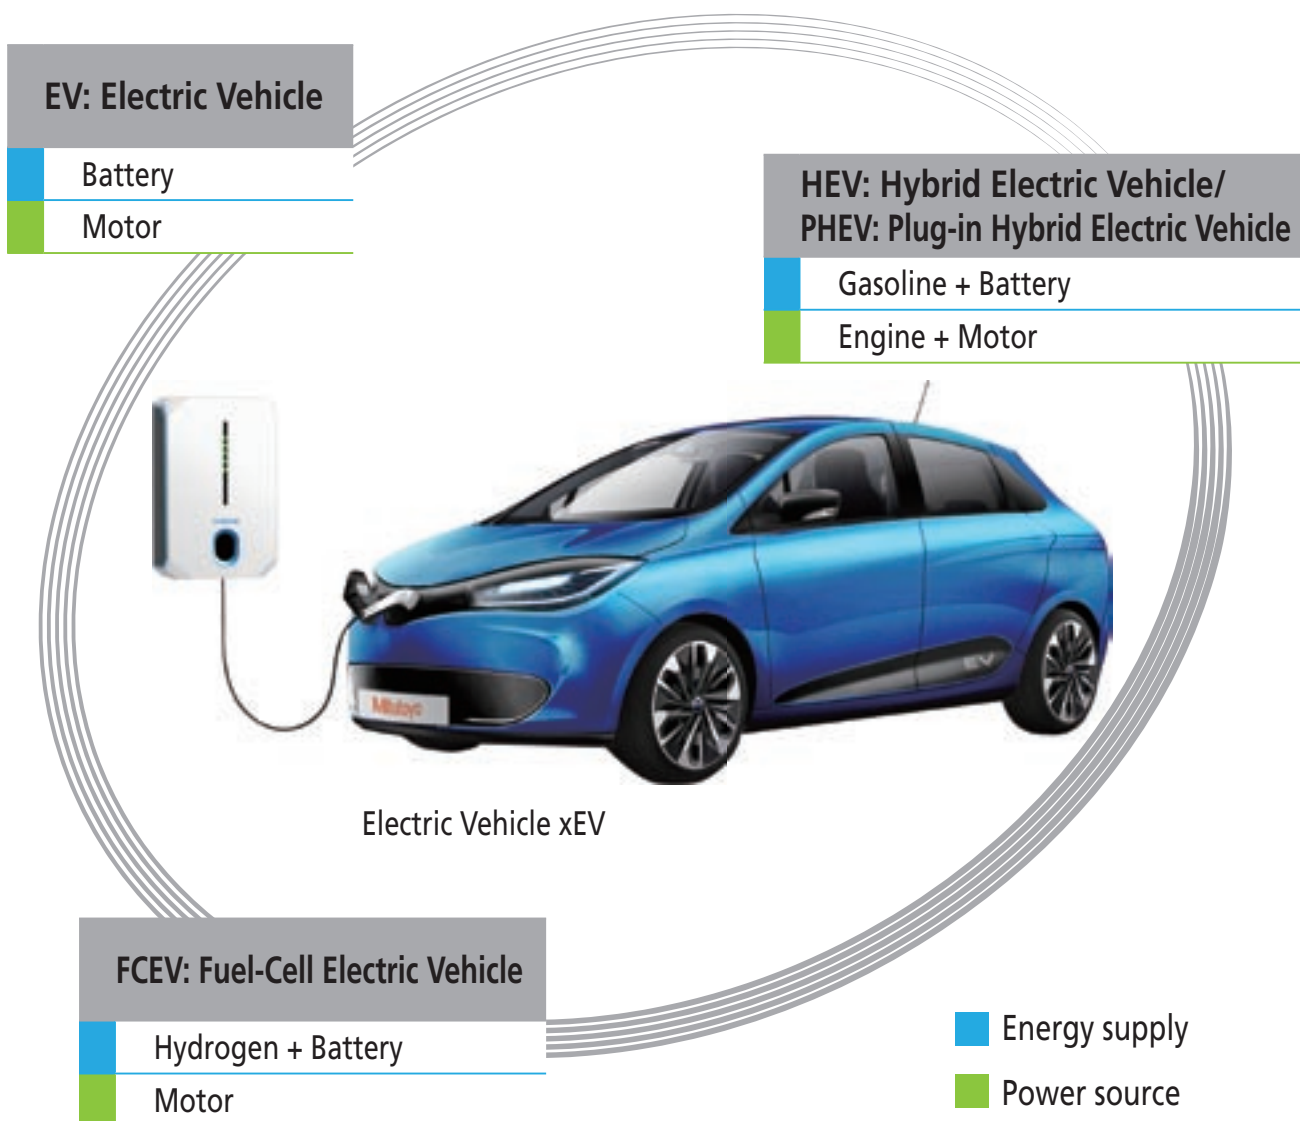 EV: Electric Vehicle
Battery
Motor
HEV: Hybrid Electric Vehicle/
PHEV: Plug-in Hybrid Electric Vehicle
Gasoline + Battery
Engine + Motor
EV
Mitutoyo
Electric Vehicle xEV
FCEV: Fuel-Cell Electric Vehicle
Hydrogen + Battery
Motor
Energy supply
Power source